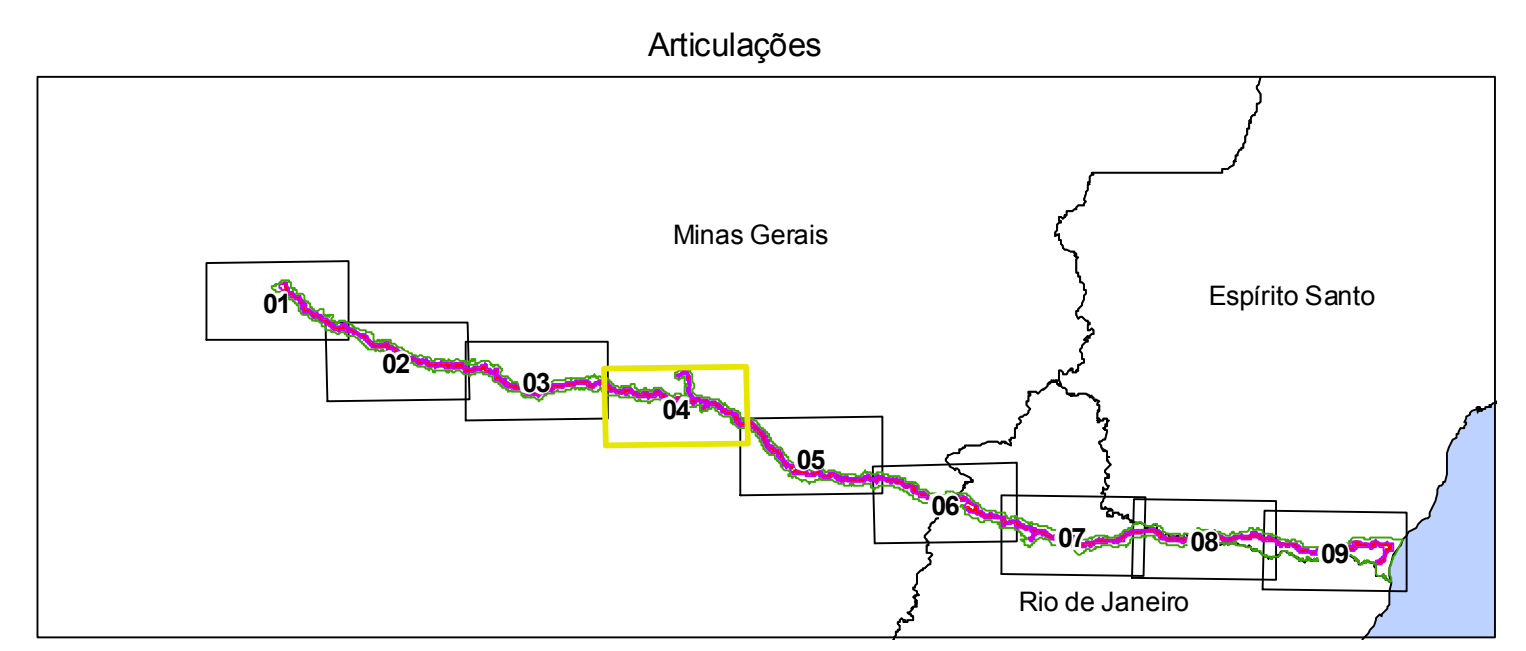 Articulações
Minas Gerais
Espírito Santo
01
02
03
04
05
06
07
08
09
Rio de Janeiro